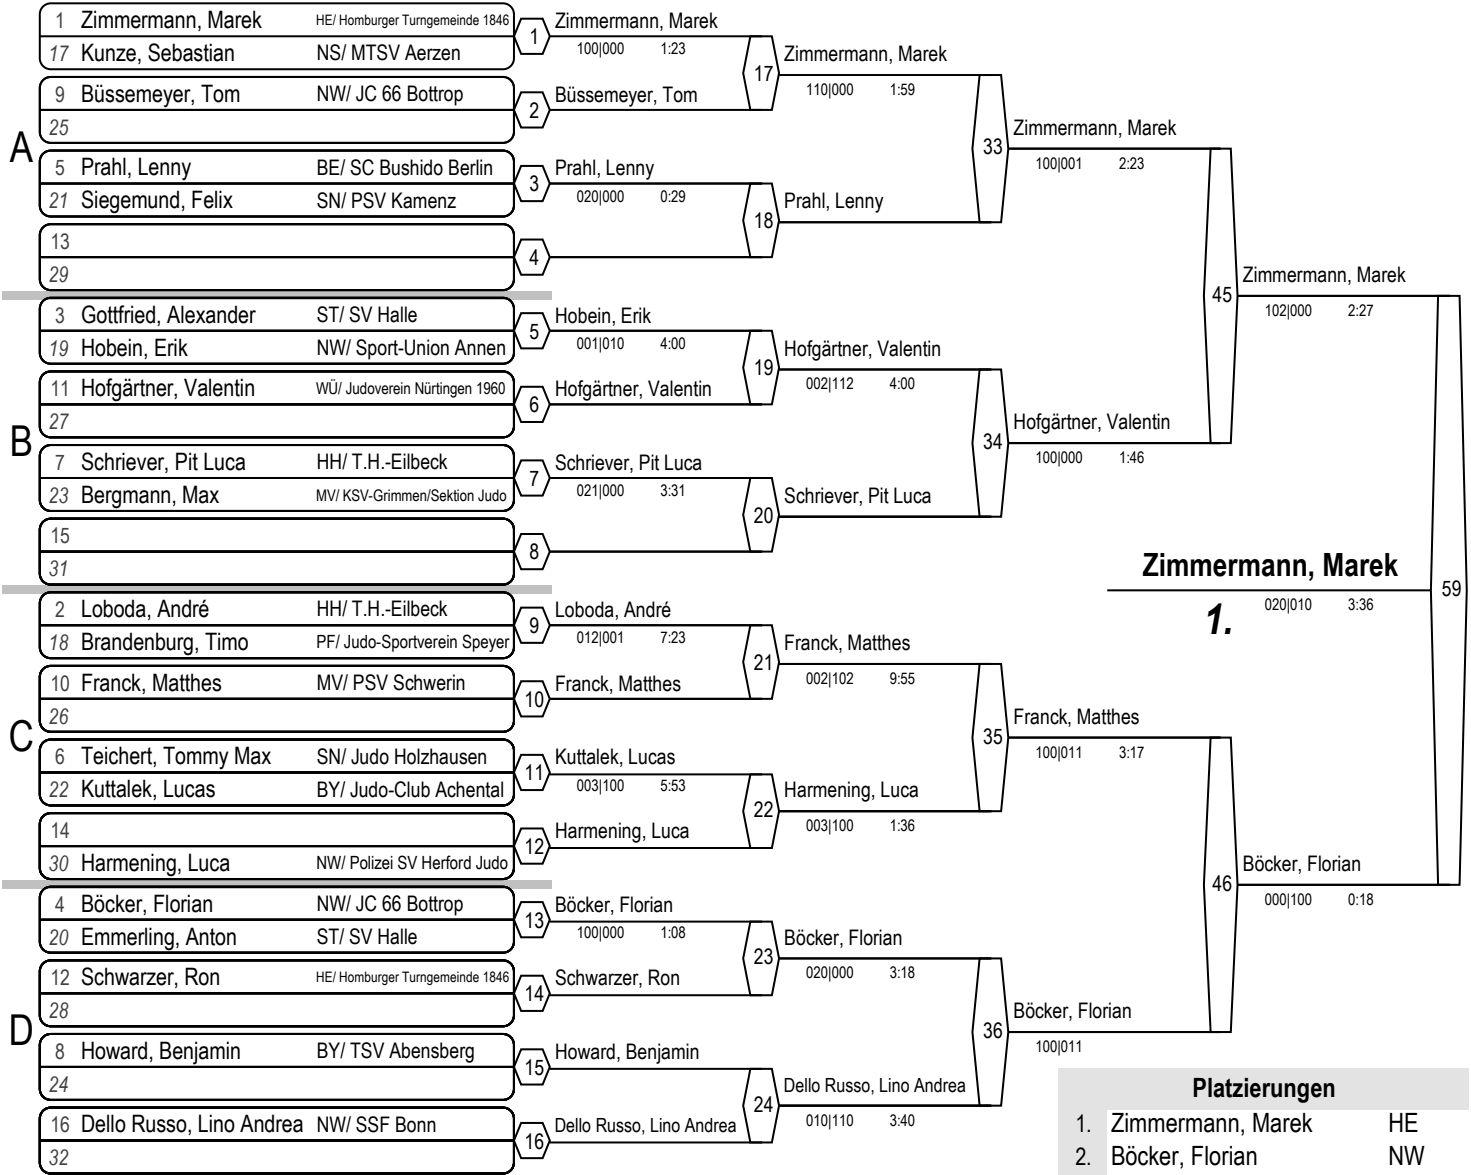 A
1 Zimmermann, Marek HE/ Homburger Turngemeinde 1846
17 Kunze, Sebastian NS/ MTSV Aerzen
9 Büssemeyer, Tom NW/ JC 66 Bottrop
25
5 Prahl, Lenny BE/ SC Bushido Berlin
21 Siegemund, Felix SN/ PSV Kamenz
13
29
B
3 Gottfried, Alexander ST/ SV Halle
19 Hobein, Erik NW/ Sport-Union Annen
11 Hofgärtner, Valentin WÜ/ Judoverein Nürtingen 1960
27
7 Schriever, Pit Luca HH/ T.H.-Eilbeck
23 Bergmann, Max MV/ KSV-Grimmen/Sektion Judo
15
31
C
2 Loboda, André HH/ T.H.-Eilbeck
18 Brandenburg, Timo PF/ Judo-Sportverein Speyer
10 Franck, Matthes MV/ PSV Schwerin
26
6 Teichert, Tommy Max SN/ Judo Holzhausen
22 Kuttalek, Lucas BY/ Judo-Club Achental
14
30 Harmening, Luca NW/ Polizei SV Herford Judo
D
4 Böcker, Florian NW/ JC 66 Bottrop
20 Emmerling, Anton ST/ SV Halle
12 Schwarzer, Ron HE/ Homburger Turngemeinde 1846
28
8 Howard, Benjamin BY/ TSV Abensberg
24
16 Dello Russo, Lino Andrea NW/ SSF Bonn
32
1 Zimmermann, Marek
100|000 1:23
2 Büssemeyer, Tom
3 Prahl, Lenny
020|000 0:29
4
5 Hobein, Erik
001|010 4:00
6 Hofgärtner, Valentin
7 Schriever, Pit Luca
021|000 3:31
8
9 Loboda, André
012|001 7:23
10 Franck, Matthes
11 Kuttalek, Lucas
003|100 5:53
12 Harmening, Luca
13 Böcker, Florian
100|000 1:08
14 Schwarzer, Ron
15 Howard, Benjamin
16 Dello Russo, Lino Andrea
17 Zimmermann, Marek
110|000 1:59
18 Prahl, Lenny
19 Hofgärtner, Valentin
002|112 4:00
20 Schriever, Pit Luca
21 Franck, Matthes
002|102 9:55
22 Harmening, Luca
003|100 1:36
23 Böcker, Florian
020|000 3:18
24 Dello Russo, Lino Andrea
010|110 3:40
33 Zimmermann, Marek
100|001 2:23
34 Hofgärtner, Valentin
100|000 1:46
35 Franck, Matthes
100|011 3:17
36 Böcker, Florian
100|011
45 Zimmermann, Marek
102|000 2:27
46 Böcker, Florian
000|100 0:18
59 Zimmermann, Marek
1. 020|010 3:36
Platzierungen
1. Zimmermann, Marek HE
2. Böcker, Florian NW